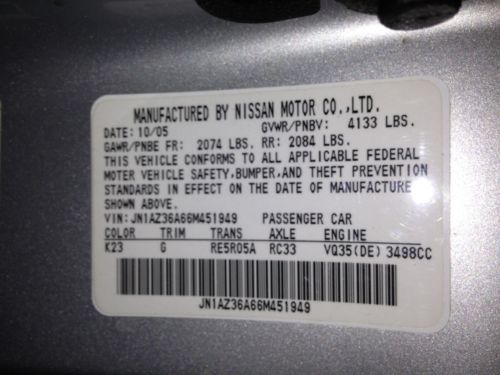 MANUFACTURED BY NISSAN MOTOR CO.,LTD.
DATE: 10/05 GVWR/PNBV: 4133 LBS.
GAWR/PNBE FR: 2074 LBS. RR: 2084 LBS.
THIS VEHICLE CONFORMS TO ALL APPLICABLE FEDERAL
MOTOR VEHICLE SAFETY,BUMPER,AND THEFT PREVENTION
STANDARDS IN EFFECT ON THE DATE OF MANUFACTURE
SHOWN ABOVE.
VIN: JN1AZ36A66M451949 PASSENGER CAR
COLOR TRIM TRANS AXLE ENGINE
K23 G RE5R05A RC33 VQ35(DE) 3498CC
JN1AZ36A66M451949